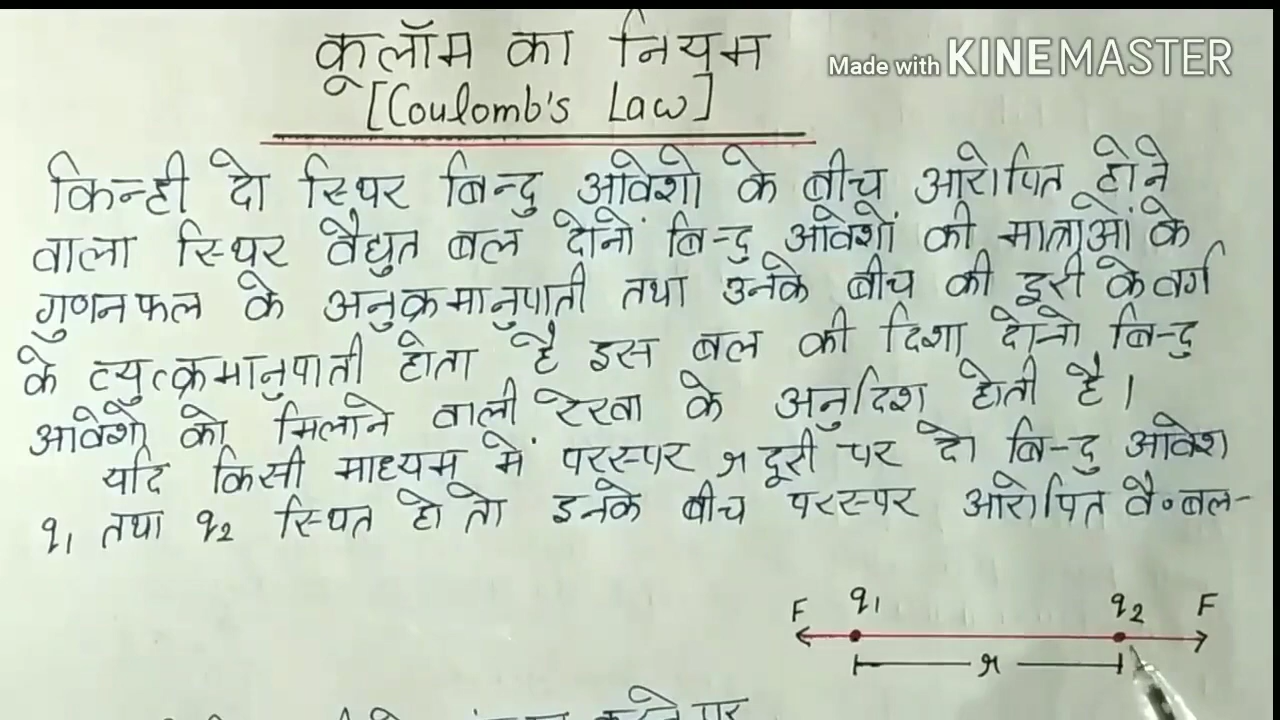 कूलॉम का नियम
Made with KINEMASTER
[Coulomb's Law]
किन्ही दो स्थिर बिन्दु आवेशो के बीच आरोपित होने
वाला स्थिर वैद्युत बल दोनों बिन्दु आवेशों की मात्राओं के
गुणनफल के अनुक्रमानुपाती तथा उनके बीच की दूरी के वर्ग
के व्युत्क्रमानुपाती होता है इस बल की दिशा दोनो बिन्दु
आवेशो को मिलाने वाली रेखा के अनुदिश होती है।
यदि किसी माध्यम में परस्पर r दूरी पर दो बिन्दु आवेश
q₁ तथा q₂ स्थित हो तो इनके बीच परस्पर आरोपित वै॰बल-
F q₁ q₂ F
r